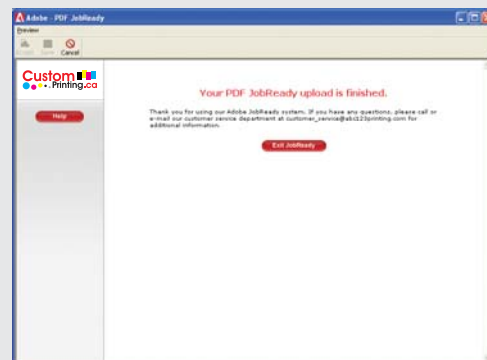 Adobe - PDF JobReady
Preview
Accept Save Cancel
Custom
Printing.ca
Help
Your PDF JobReady upload is finished.
Thank you for using our Adobe JobReady system. If you have any questions, please call or
e-mail our customer service department at customer_service@abc123printing.com for
additional information.
Exit JobReady